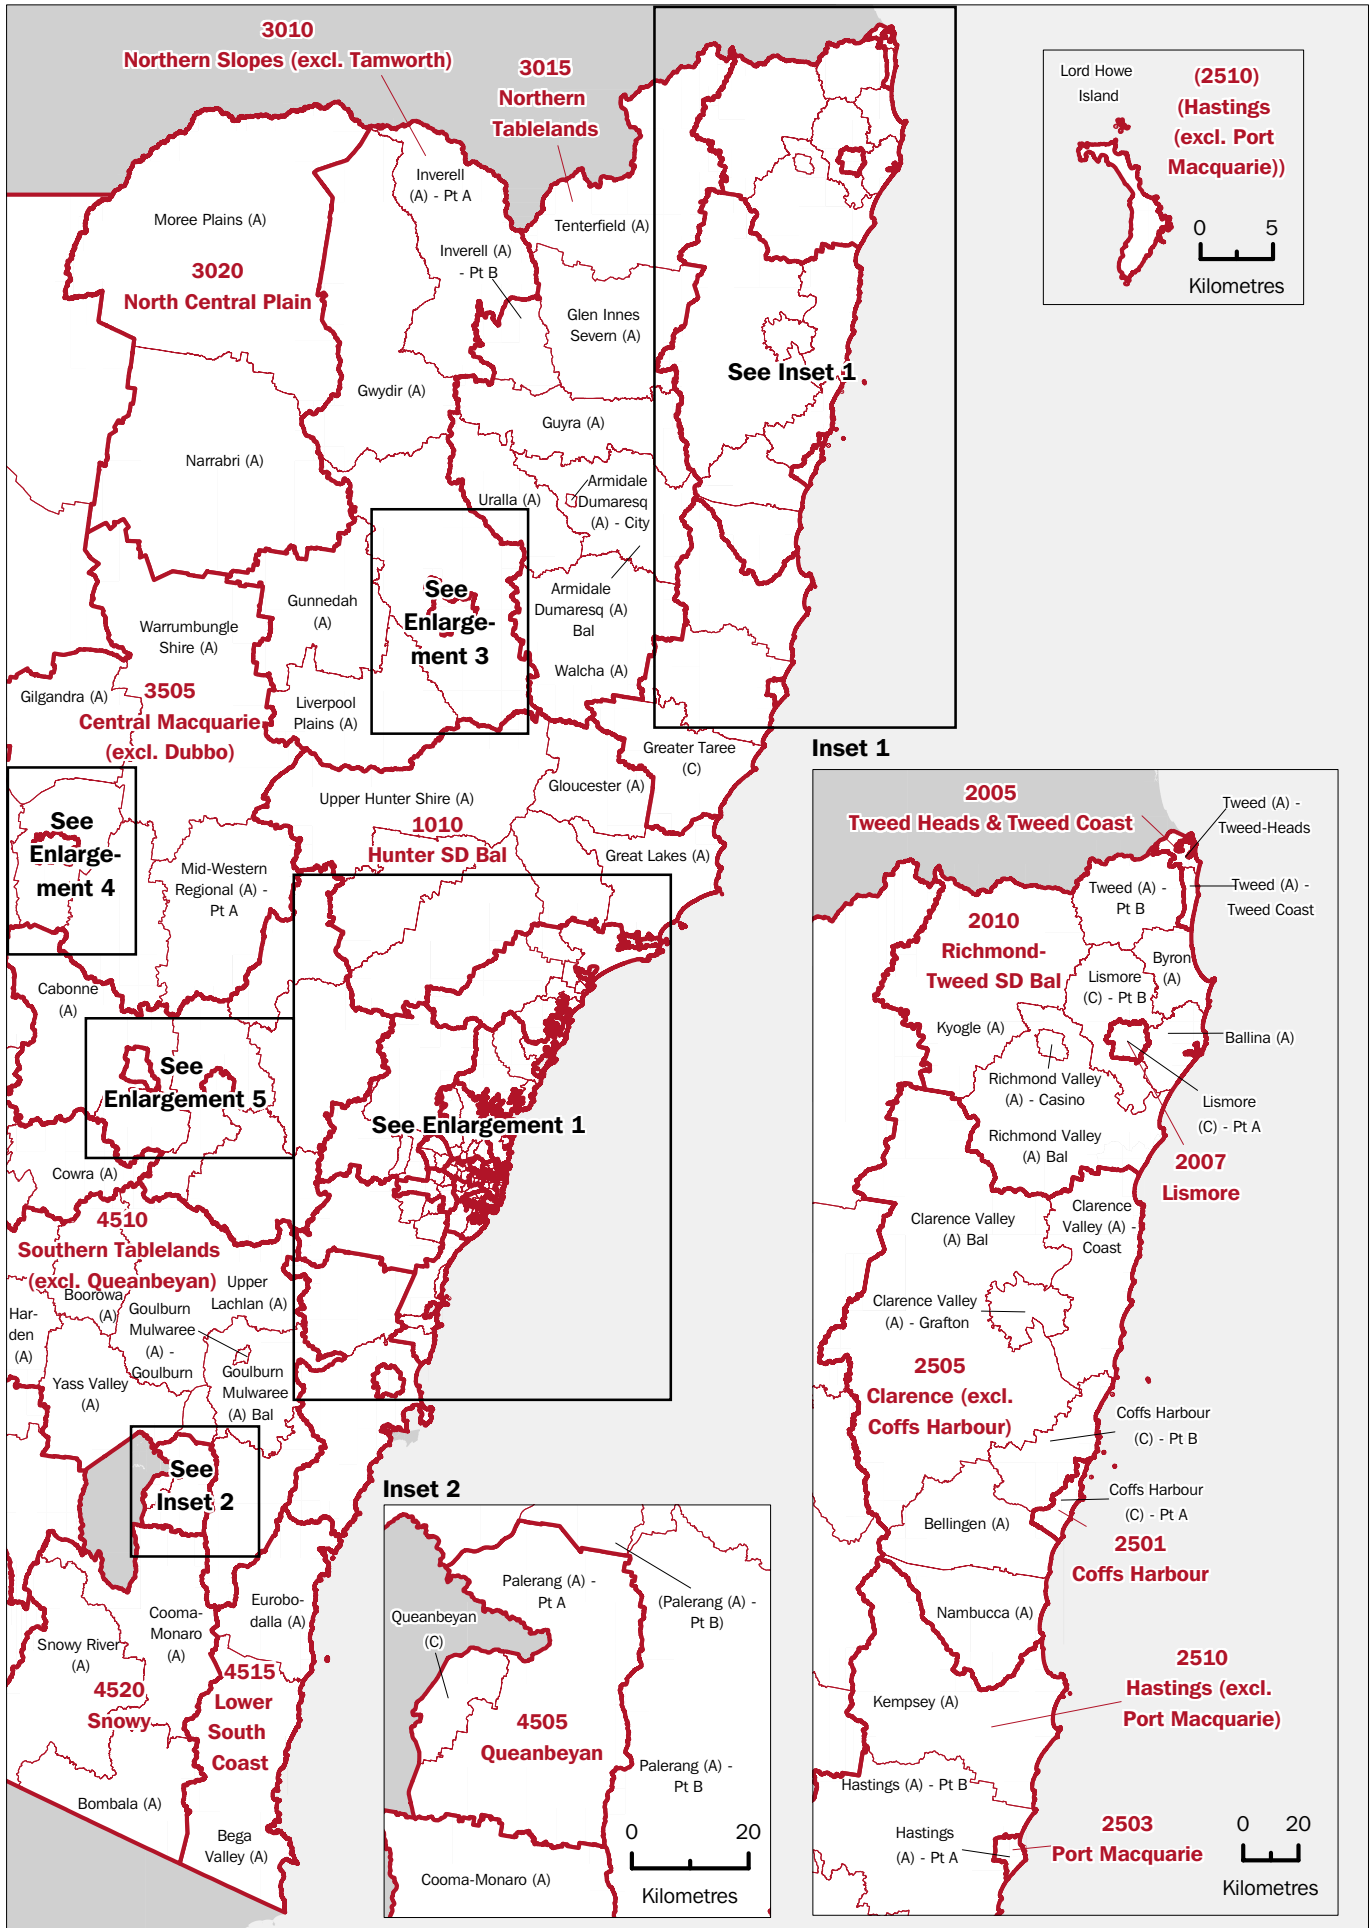 3010
Northern Slopes (excl. Tamworth)
3015
Northern
Tablelands
Lord Howe
Island
(2510)
(Hastings
(excl. Port
Macquarie))
0 5
Kilometres
Inverell
(A) - Pt A
Moree Plains (A)
Tenterfield (A)
Inverell (A)
- Pt B
3020
North Central Plain
Glen Innes
Severn (A)
See Inset 1
Gwydir (A)
Guyra (A)
Narrabri (A)
Uralla (A)
Armidale
Dumaresq
(A) - City
See
Enlarge-
ment 3
Gunnedah
(A)
Armidale
Dumaresq (A)
Bal
Warrumbungle
Shire (A)
Walcha (A)
Gilgandra (A)
3505
Central Macquarie
(excl. Dubbo)
Liverpool
Plains (A)
Greater Taree
(C)
Inset 1
Gloucester (A)
Upper Hunter Shire (A)
1010
Hunter SD Bal
See
Enlarge-
ment 4
Great Lakes (A)
Mid-Western
Regional (A) -
Pt A
Cabonne
(A)
See
Enlargement 5
See Enlargement 1
Cowra (A)
4510
Southern Tablelands
(excl. Queanbeyan)
Boorowa
(A)
Upper
Lachlan (A)
Har-
den
(A)
Goulburn
Mulwaree
(A) -
Goulburn
Goulburn
Mulwaree
(A) Bal
Yass Valley
(A)
See
Inset 2
Eurobo-
dalla (A)
Cooma-
Monaro
(A)
Snowy River
(A)
4520
Snowy
4515
Lower
South
Coast
Bombala (A)
Bega
Valley (A)
Inset 2
Palerang (A) -
Pt A
(Palerang (A) -
Pt B)
Queanbeyan
(C)
4505
Queanbeyan
Palerang (A) -
Pt B
Cooma-Monaro (A)
0 20
Kilometres
2005
Tweed Heads & Tweed Coast
Tweed (A) -
Tweed-Heads
Tweed (A) -
Pt B
Tweed (A) -
Tweed Coast
2010
Richmond-
Tweed SD Bal
Byron
(A)
Lismore
(C) - Pt B
Kyogle (A)
Ballina (A)
Richmond Valley
(A) - Casino
Lismore
(C) - Pt A
Richmond Valley
(A) Bal
2007
Lismore
Clarence Valley
(A) Bal
Clarence
Valley (A) -
Coast
Clarence Valley
(A) - Grafton
2505
Clarence (excl.
Coffs Harbour)
Coffs Harbour
(C) - Pt B
Coffs Harbour
(C) - Pt A
Bellingen (A)
2501
Coffs Harbour
Nambucca (A)
2510
Hastings (excl.
Port Macquarie)
Kempsey (A)
Hastings (A) - Pt B
Hastings
(A) - Pt A
2503
Port Macquarie
0 20
Kilometres